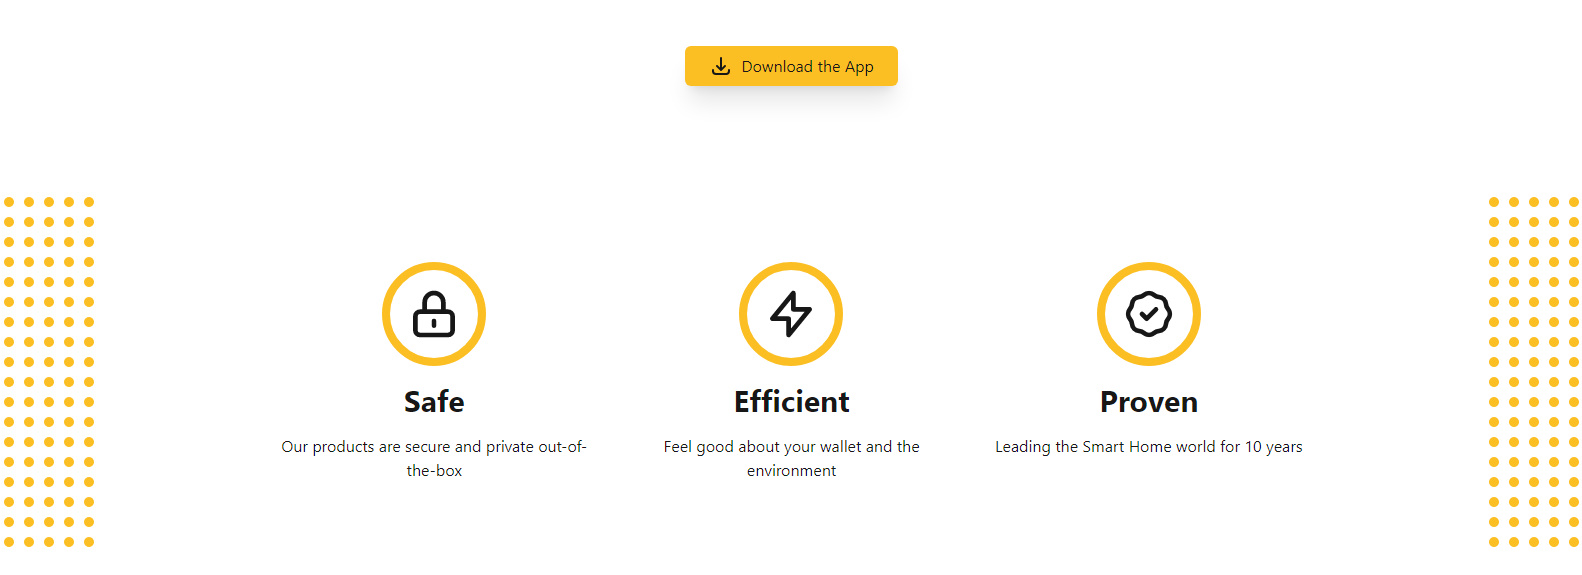 Download the App
Safe
Our products are secure and private out-of-
the-box
Efficient
Feel good about your wallet and the
environment
Proven
Leading the Smart Home world for 10 years